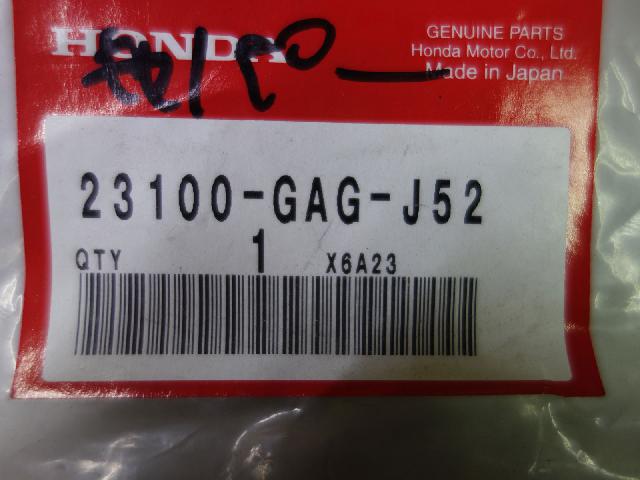 HONDA
GENUINE PARTS
Honda Motor Co., Ltd.
Made in Japan
23100-GAG-J52
QTY 1 X6A23